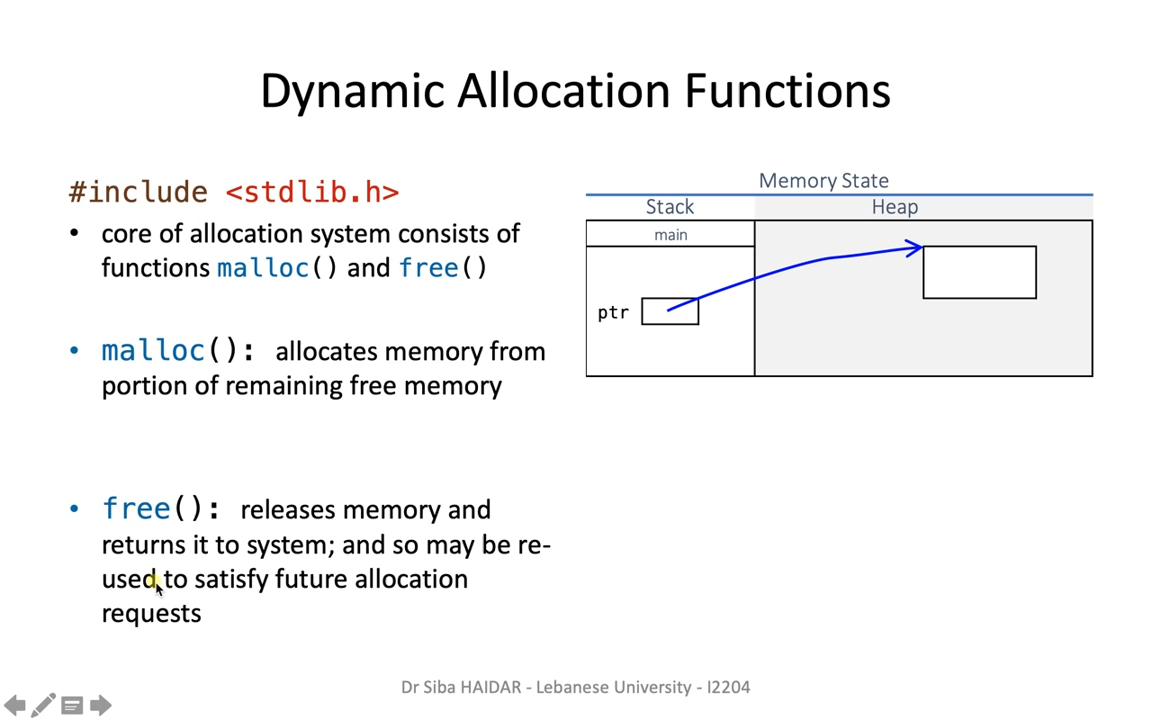 Dynamic Allocation Functions
#include <stdlib.h>
• core of allocation system consists of
functions malloc() and free()
• malloc(): allocates memory from
portion of remaining free memory
• free(): releases memory and
returns it to system; and so may be re-
used to satisfy future allocation
requests
Memory State
Stack Heap
main
ptr
Dr Siba HAIDAR - Lebanese University - I2204